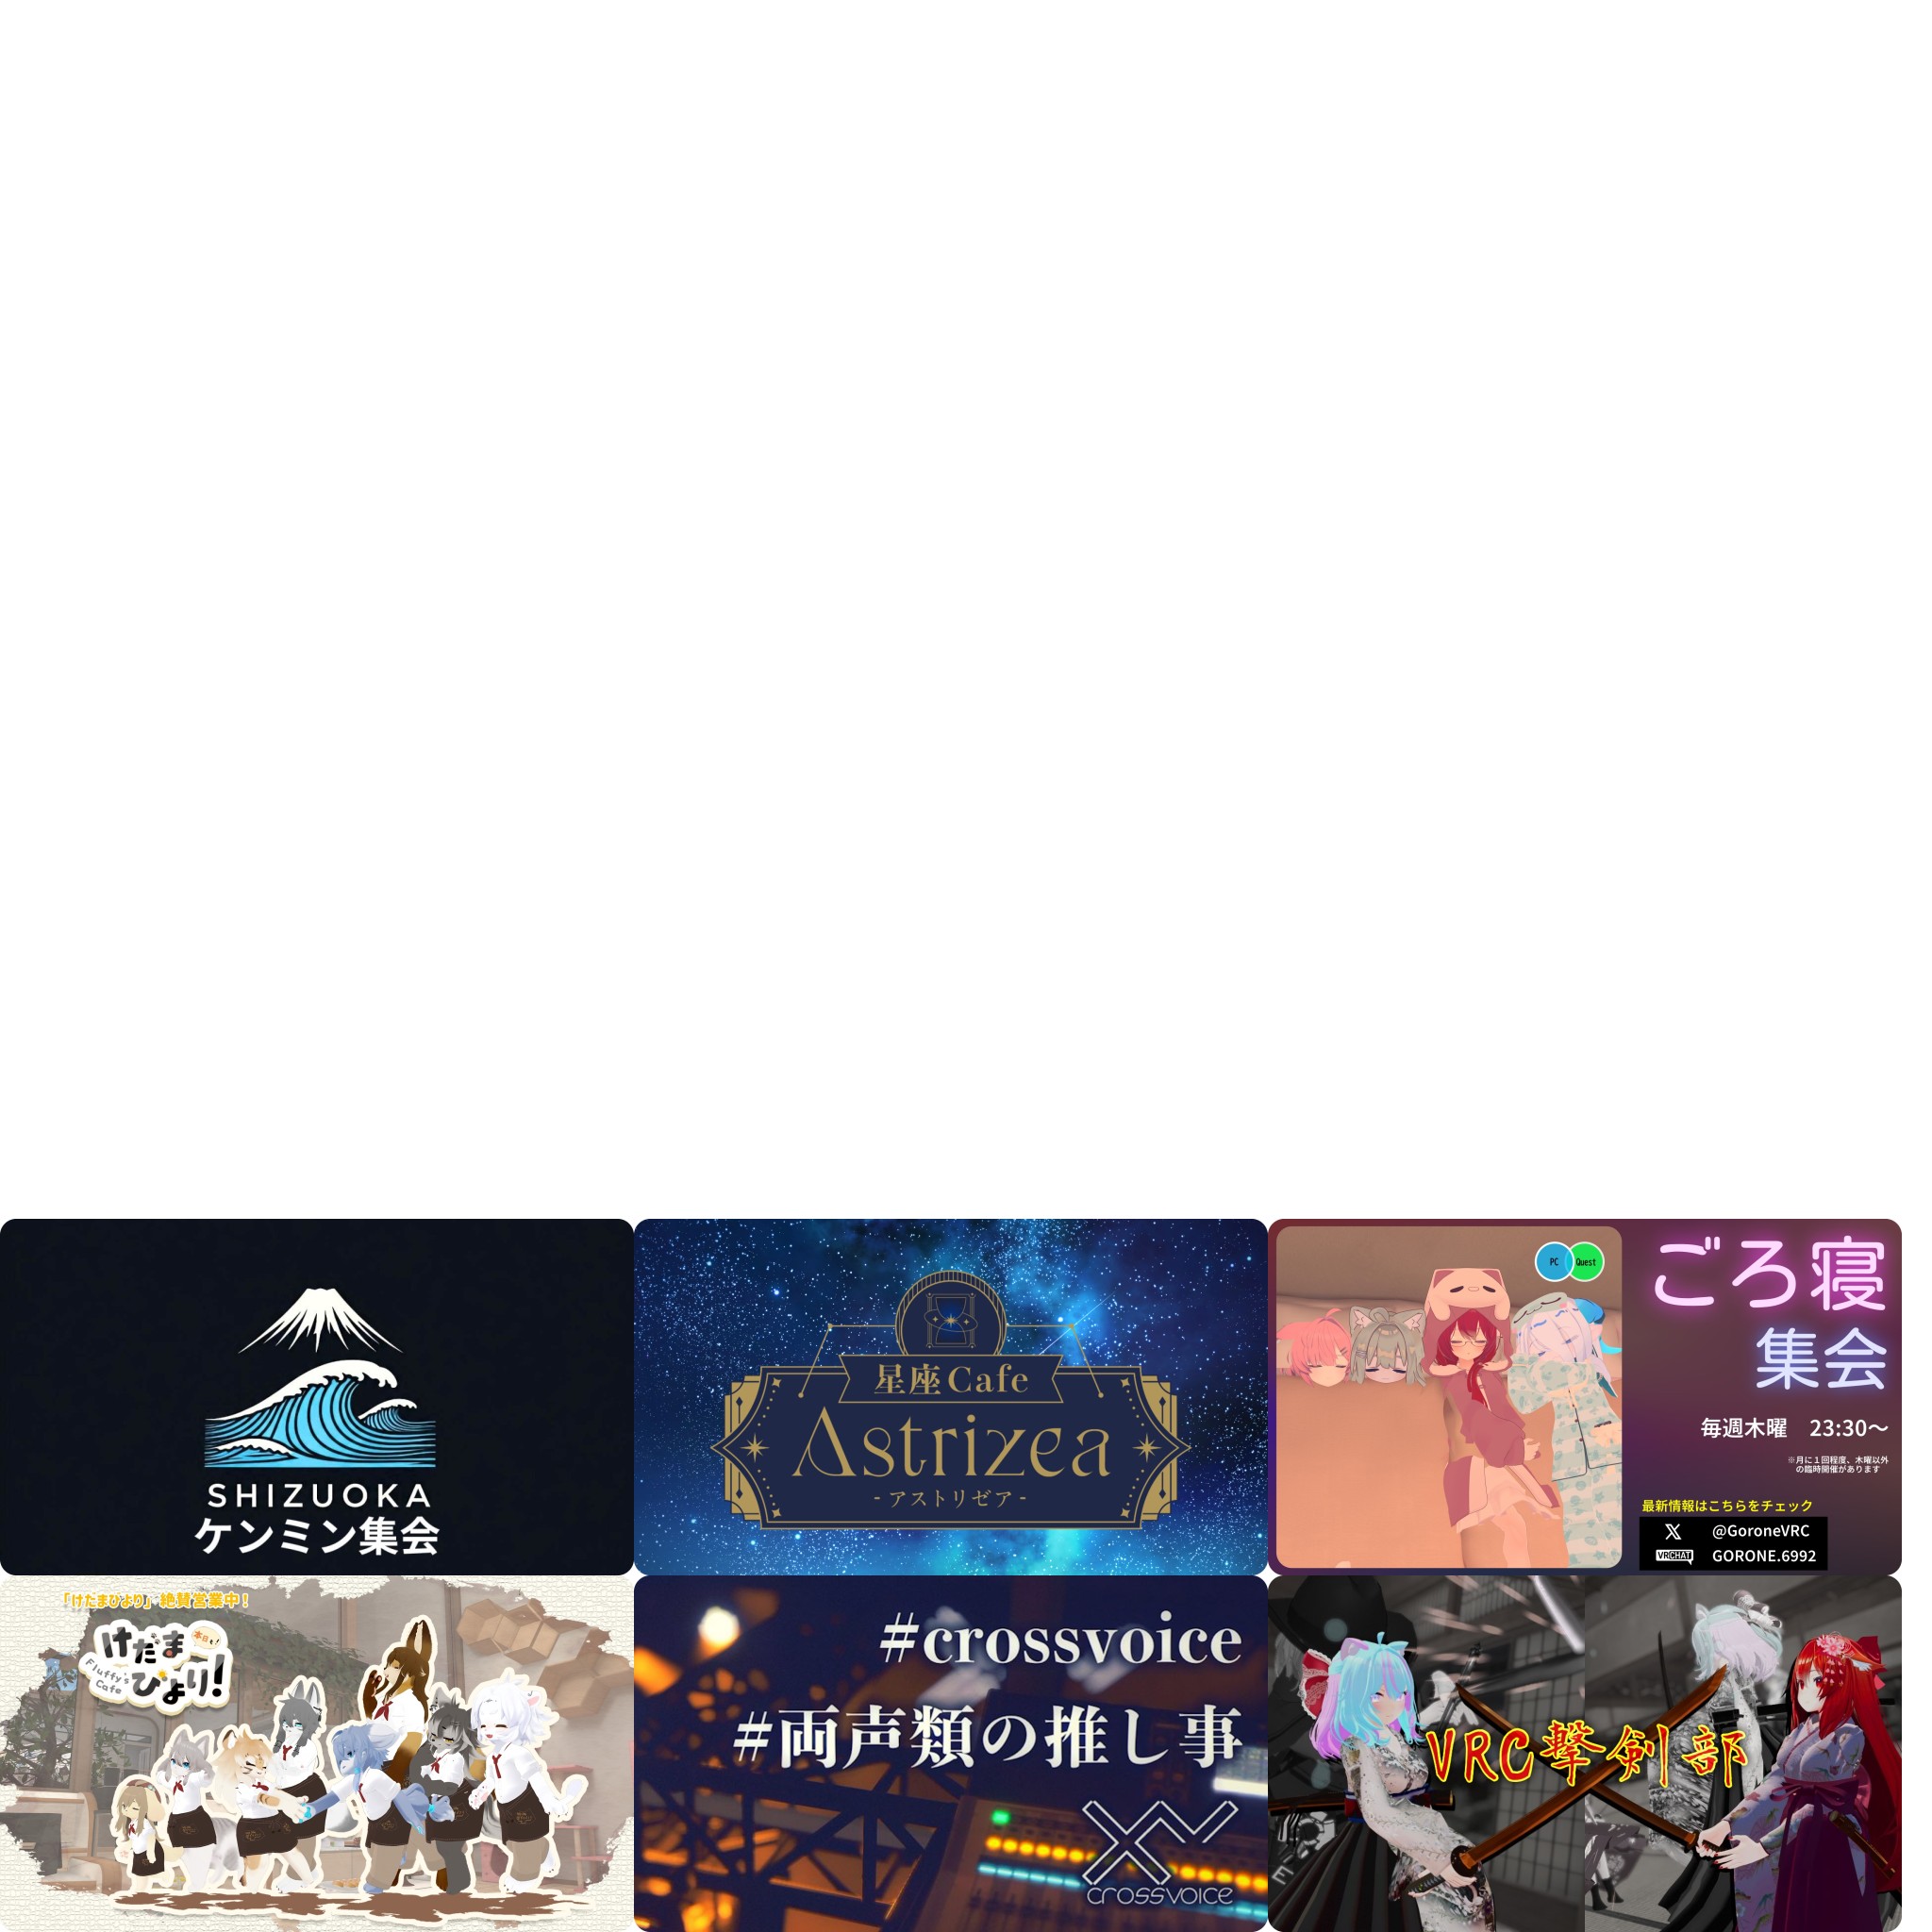 SHIZUOKA
ケンミン集会
星座Cafe
Astrizea
- アストリゼア -
PC
Quest
ごろ寝
集会
毎週木曜 23:30〜
※月に１回程度、木曜以外
の臨時開催があります
最新情報はこちらをチェック
X @GoroneVRC
VRCHAT GORONE.6992
「けだまびより」絶賛営業中！
本日も!
けだま
びより!
Fluffy's
Cafe
#crossvoice
#両声類の推し事
crossvoice
VRC撃剣部